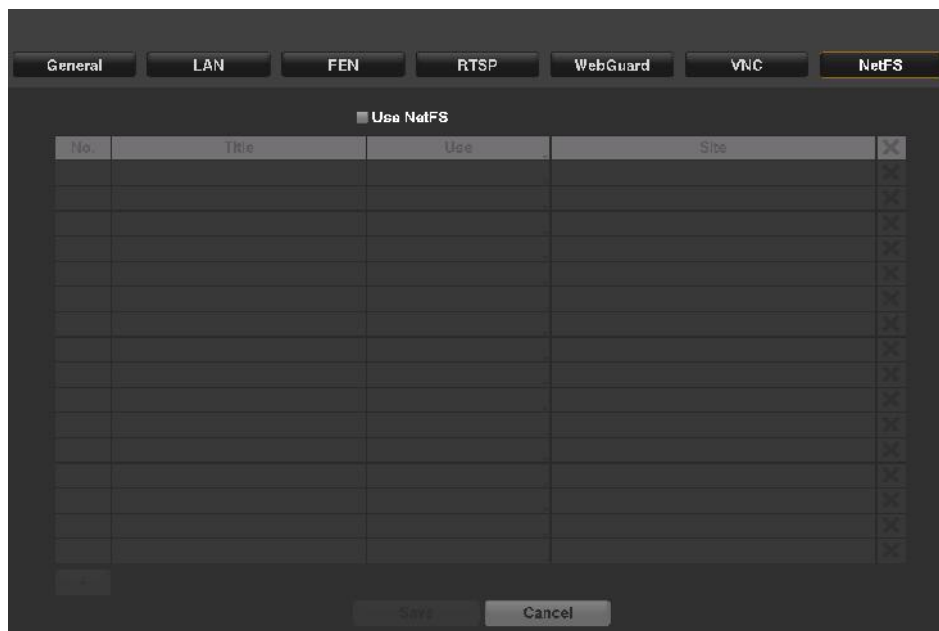 General LAN FEN RTSP WebGuard VNC NetFS
Use NetFS
No. Title Use Site
Save Cancel